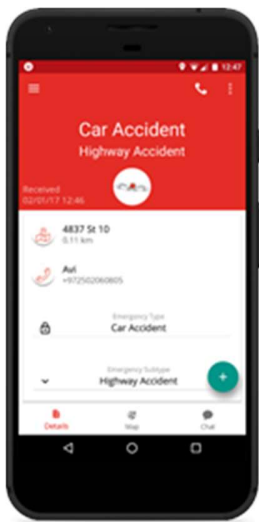 12:47
Car Accident
Highway Accident
Received
02/01/17 12:46
4837 St 10
0.11 km
Avi
+972502060805
Emergency Type
Car Accident
Emergency Subtype
Highway Accident
Details
Map
Chat